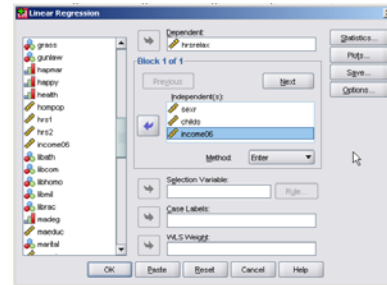 Linear Regression
grass
gunlaw
hapmar
happy
health
hompop
hrs1
hrs2
income06
libath
libcom
libhomo
libmil
librac
madeg
maeduc
marital
Dependent:
hrsrelax
Block 1 of 1
Previous
Next
Independent(s):
sexr
childs
income06
Method:
Enter
Selection Variable:
Rule...
Case Labels:
WLS Weight:
Statistics...
Plots...
Save...
Options...
OK
Paste
Reset
Cancel
Help